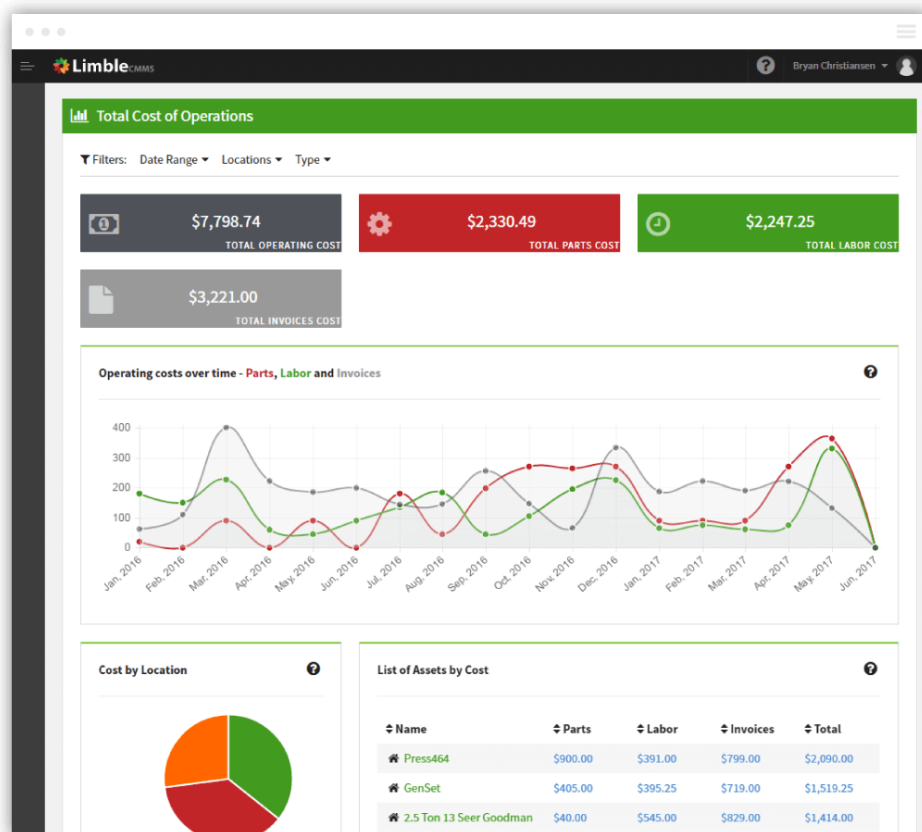 LimbleCMMS
Bryan Christiansen
Total Cost of Operations
Filters: Date Range Locations Type
$7,798.74
TOTAL OPERATING COST
$2,330.49
TOTAL PARTS COST
$2,247.25
TOTAL LABOR COST
$3,221.00
TOTAL INVOICES COST
Operating costs over time - Parts, Labor and Invoices
400
300
200
100
0
Jan, 2016 Feb, 2016 Mar, 2016 Apr, 2016 May, 2016 Jun, 2016 Jul, 2016 Aug, 2016 Sep, 2016 Oct, 2016 Nov, 2016 Dec, 2016 Jan, 2017 Feb, 2017 Mar, 2017 Apr, 2017 May, 2017 Jun, 2017
Cost by Location
List of Assets by Cost
Name Parts Labor Invoices Total
Press464 $900.00 $391.00 $799.00 $2,090.00
GenSet $405.00 $395.25 $719.00 $1,519.25
2.5 Ton 13 Seer Goodman $40.00 $545.00 $829.00 $1,414.00